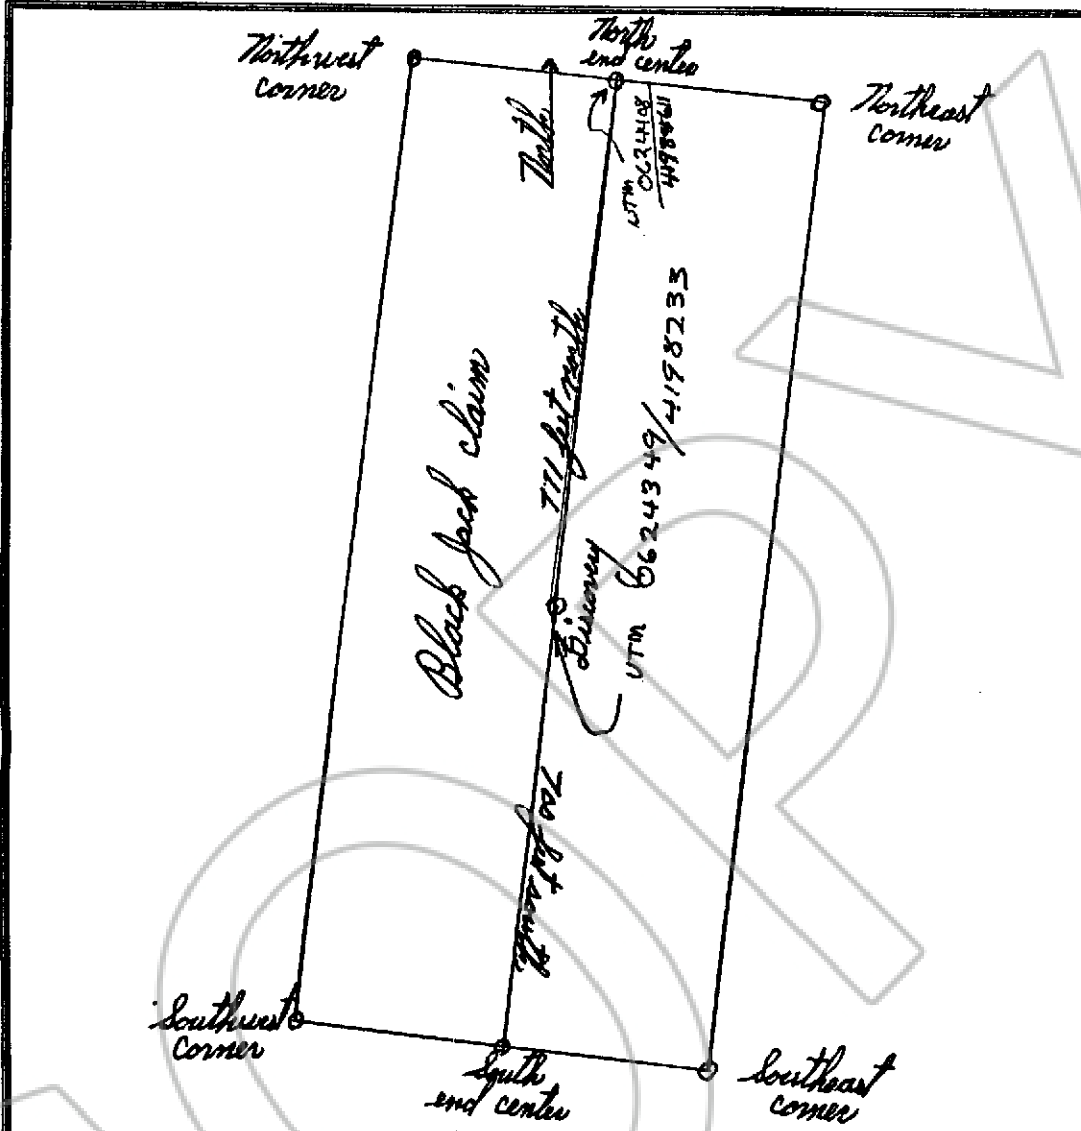 Northwest
corner
North
end center
Northeast
corner
North
UTM
0624408
Black Jack claim
771 feet north
Discovery
UTM 0624349/4198233
700 feet south
Southwest
Corner
South
end center
Southeast
corner